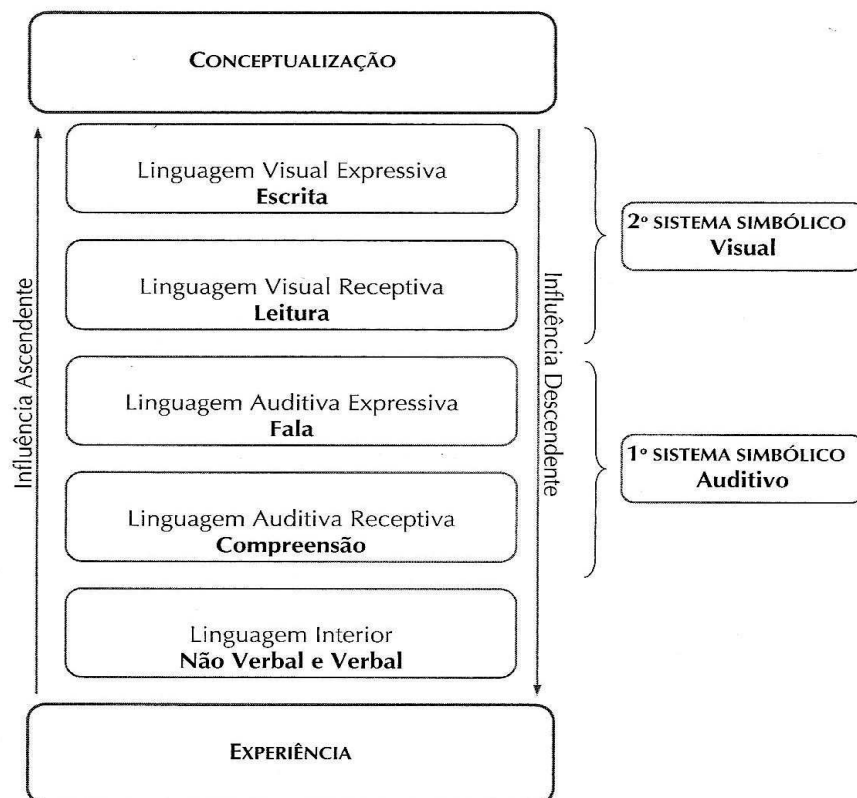 CONCEPTUALIZAÇÃO
Linguagem Visual Expressiva
Escrita
Linguagem Visual Receptiva
Leitura
Linguagem Auditiva Expressiva
Fala
Linguagem Auditiva Receptiva
Compreensão
Linguagem Interior
Não Verbal e Verbal
EXPERIÊNCIA
Influência Ascendente
Influência Descendente
2º SISTEMA SIMBÓLICO
Visual
1º SISTEMA SIMBÓLICO
Auditivo